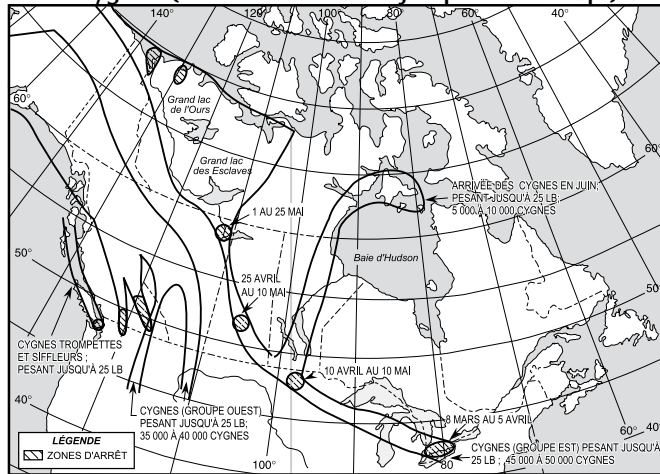 140°
120°
100°
80°
60°
40°
60°
Grand lac
de l'Ours
60°
Grand lac
des Esclaves
ARRIVÉE DES CYGNES EN JUIN;
PESANT JUSQU'À 25 LB;
5 000 À 10 000 CYGNES
1 AU 25 MAI
50°
Baie d'Hudson
25 AVRIL
AU 10 MAI
50°
CYGNES TROMPETTES
ET SIFFLEURS ;
PESANT JUSQU'À 25 LB
10 AVRIL AU 10 MAI
40°
CYGNES (GROUPE OUEST)
PESANT JUSQU'À 25 LB;
35 000 À 40 000 CYGNES
8 MARS AU 5 AVRIL
60°
40°
LÉGENDE
ZONES D'ARRÊT
CYGNES (GROUPE EST) PESANT JUSQU'À
25 LB ; 45 000 À 50 000 CYGNES
100°
80°